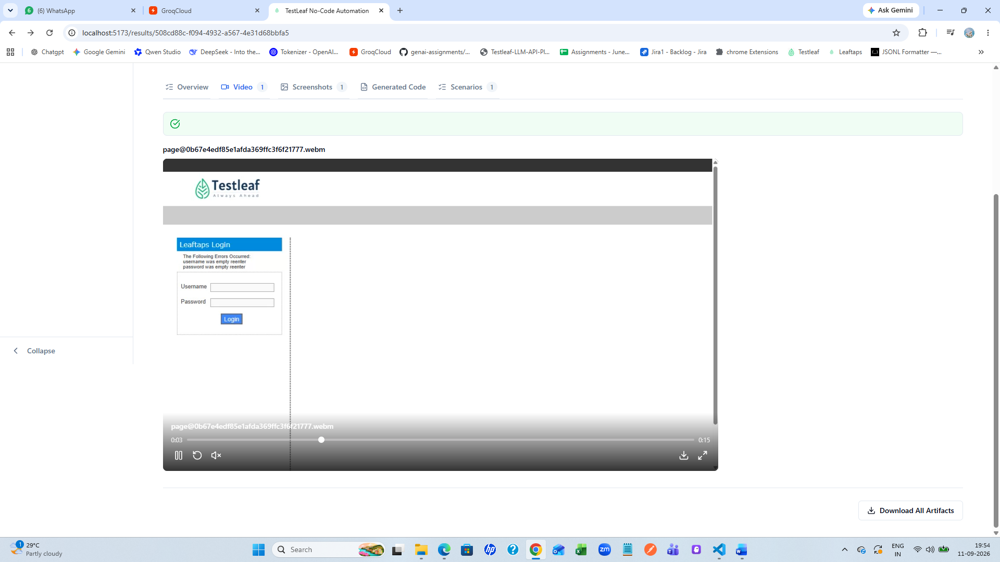 6 (6) WhatsApp
GroqCloud
TestLeaf No-Code Automation
Ask Gemini
localhost:5173/results/508cd88c-f094-4932-a567-4e31d68bbfa5
Chatgpt
Google Gemini
Qwen Studio
DeepSeek - Into the...
Tokenizer - OpenAI...
GroqCloud
genai-assignments/...
Testleaf-LLM-API-Pl...
Assignments - June...
Jira1 - Backlog - Jira
chrome Extensions
Testleaf
Leaftaps
JSONL Formatter —...
Overview
Video 1
Screenshots 1
Generated Code
Scenarios 1
page@0b67e4edf85e1afda369ffc3f6f21777.webm
Testleaf
Always Ahead
Leaftaps Login
The Following Errors Occurred:
username was empty reenter
password was empty reenter
Username
Password
Login
Collapse
page@0b67e4edf85e1afda369ffc3f6f21777.webm
0:03
0:15
Download All Artifacts
1
29°C
Partly cloudy
Search
hp
zm
ENG
IN
19:54
11-09-2026